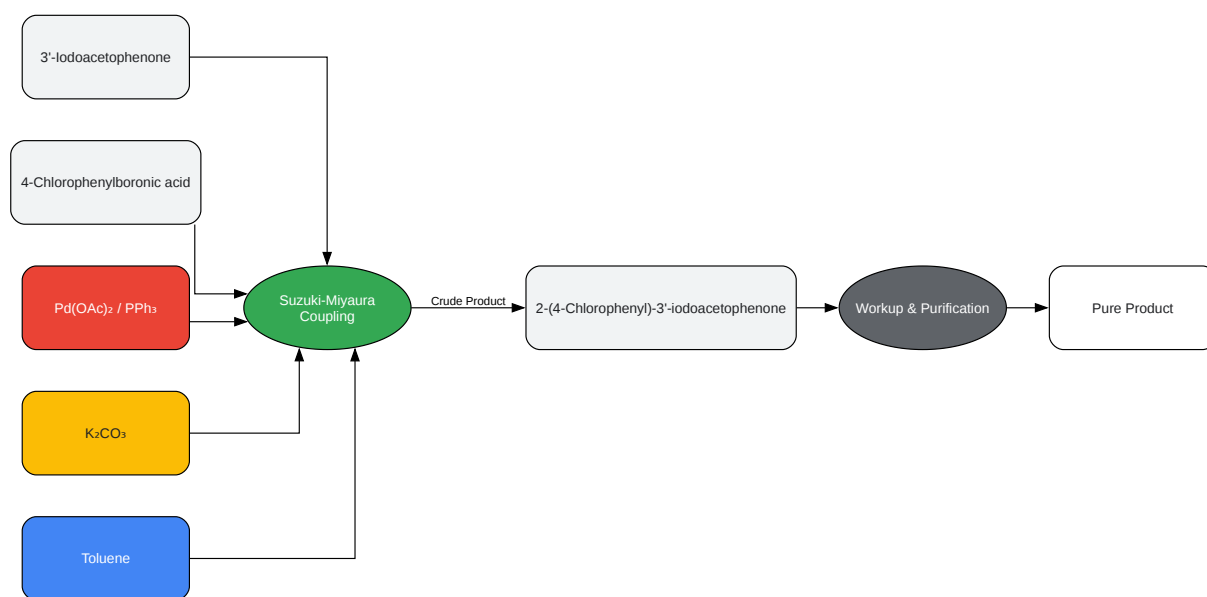 3'-Iodoacetophenone
4-Chlorophenylboronic acid
Pd(OAc)₂ / PPh₃
K₂CO₃
Toluene
Suzuki-Miyaura
Coupling
Crude Product
2-(4-Chlorophenyl)-3'-iodoacetophenone
Workup & Purification
Pure Product